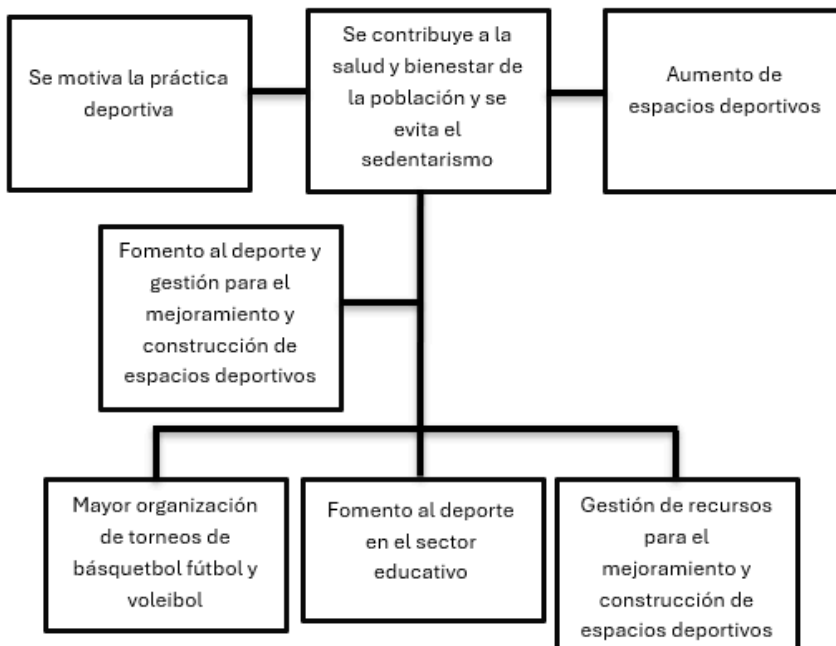 Se motiva la práctica
deportiva
Se contribuye a la
salud y bienestar de
la población y se
evita el
sedentarismo
Aumento de
espacios deportivos
Fomento al deporte y
gestión para el
mejoramiento y
construcción de
espacios deportivos
Mayor organización
de torneos de
básquetbol fútbol y
voleibol
Fomento al deporte
en el sector
educativo
Gestión de recursos
para el
mejoramiento y
construcción de
espacios deportivos